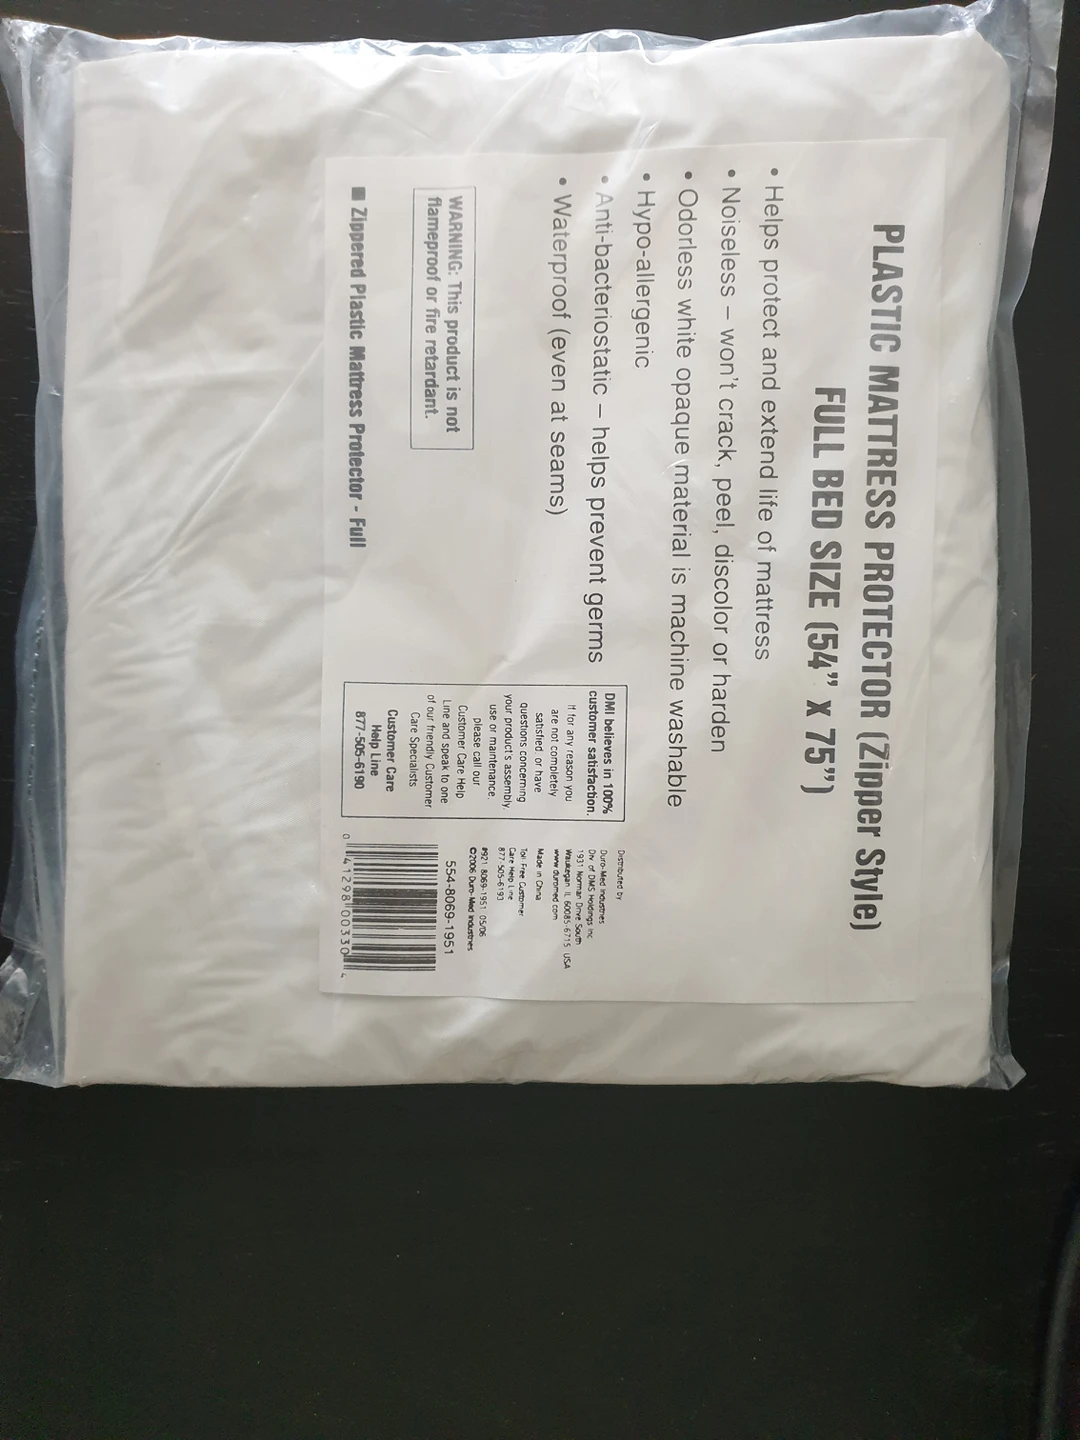 PLASTIC MATTRESS PROTECTOR (Zipper Style)
FULL BED SIZE (54” x 75”)
• Helps protect and extend life of mattress
• Noiseless – won't crack, peel, discolor or harden
• Odorless white opaque material is machine washable
• Hypo-allergenic
• Anti-bacteriostatic – helps prevent germs
• Waterproof (even at seams)
WARNING: This product is not
flameproof or fire retardant.
■ Zippered Plastic Mattress Protector - Full
DMI believes in 100%
customer satisfaction.
If for any reason you
are not completely
satisfied, or have
questions concerning
your product's assembly,
use or maintenance,
please call our
Customer Care Help
Line and speak to one
of our friendly Customer
Care Specialists
Customer Care
Help Line
877-505-6190
Distributed by
Duro-Med Industries
Div of DMS Holdings Inc
1931 Norman Drive South
Waukegan IL 60085-6715 USA
www.duromed.com
Made in China
Toll Free Customer
Care Help Line
877-505-6193
#921 8069-1951 05/06
©2006 Duro-Med Industries
554-8069-1951
0 41298 00330 4